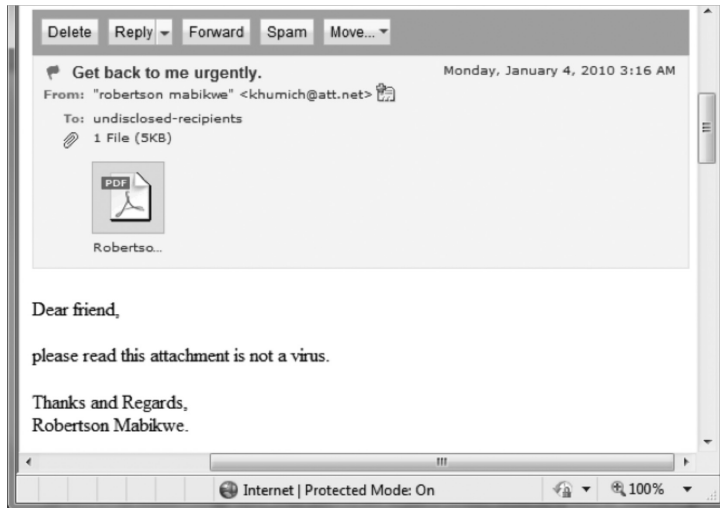 Delete Reply Forward Spam Move...
Get back to me urgently. Monday, January 4, 2010 3:16 AM
From: "robertson mabikwe" <khumich@att.net>
To: undisclosed-recipients
1 File (5KB)
PDF
Robertso...
Dear friend,
please read this attachment is not a virus.
Thanks and Regards,
Robertson Mabikwe.
Internet | Protected Mode: On 100%